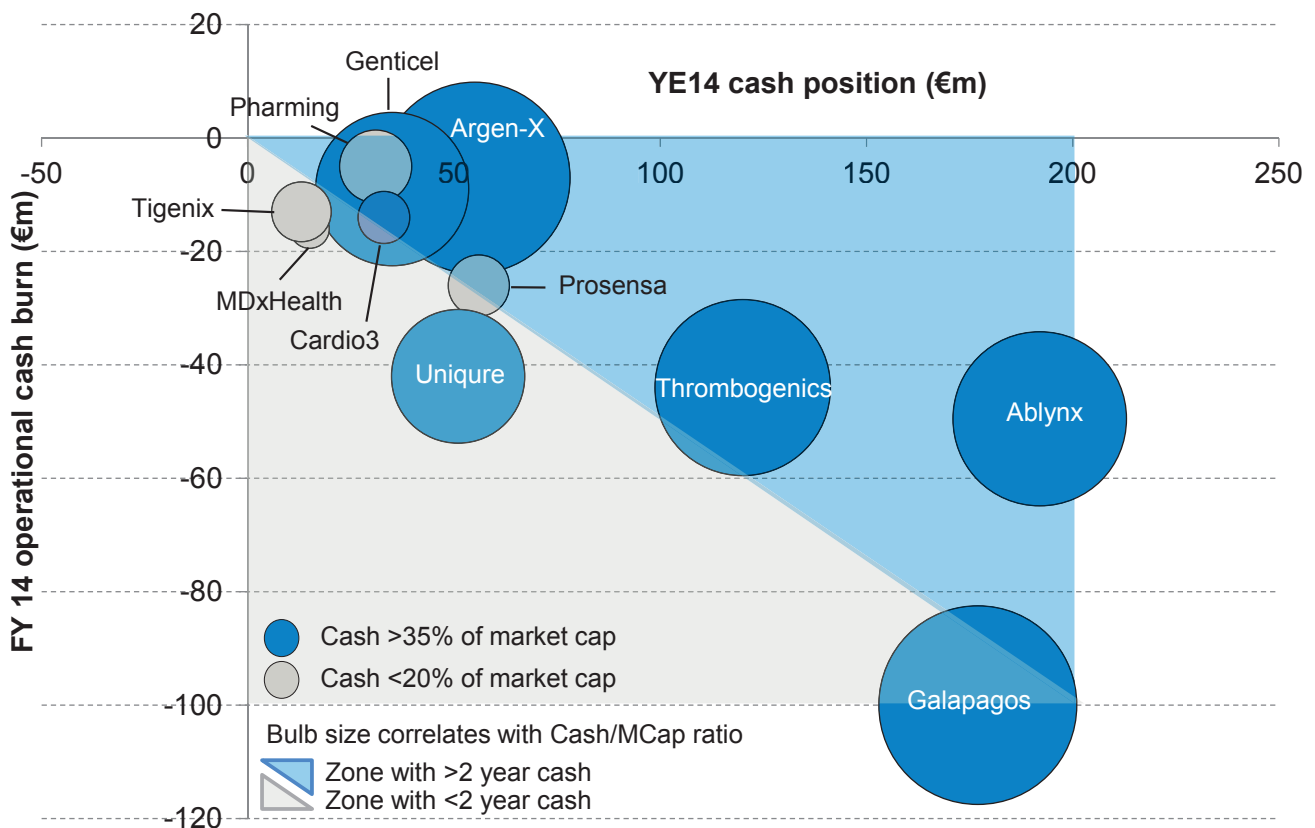 20
Genticel
YE14 cash position (€m)
Pharming
Argen-X
0
-50
0
50
100
150
200
250
Tigenix
-20
MDxHealth
Prosensa
Cardio3
-40
Uniqure
Thrombogenics
Ablynx
-60
-80
FY 14 operational cash burn (€m)
Cash >35% of market cap
Cash <20% of market cap
-100
Galapagos
Bulb size correlates with Cash/MCap ratio
Zone with >2 year cash
Zone with <2 year cash
-120